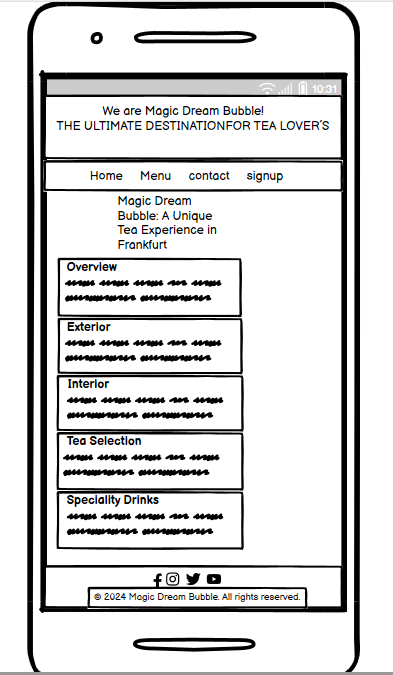 10:31
We are Magic Dream Bubble!
THE ULTIMATE DESTINATIONFOR TEA LOVER´S
Home Menu contact signup
Magic Dream
Bubble: A Unique
Tea Experience in
Frankfurt
Overview
Exterior
Interior
Tea Selection
Speciality Drinks
© 2024 Magic Dream Bubble. All rights reserved.